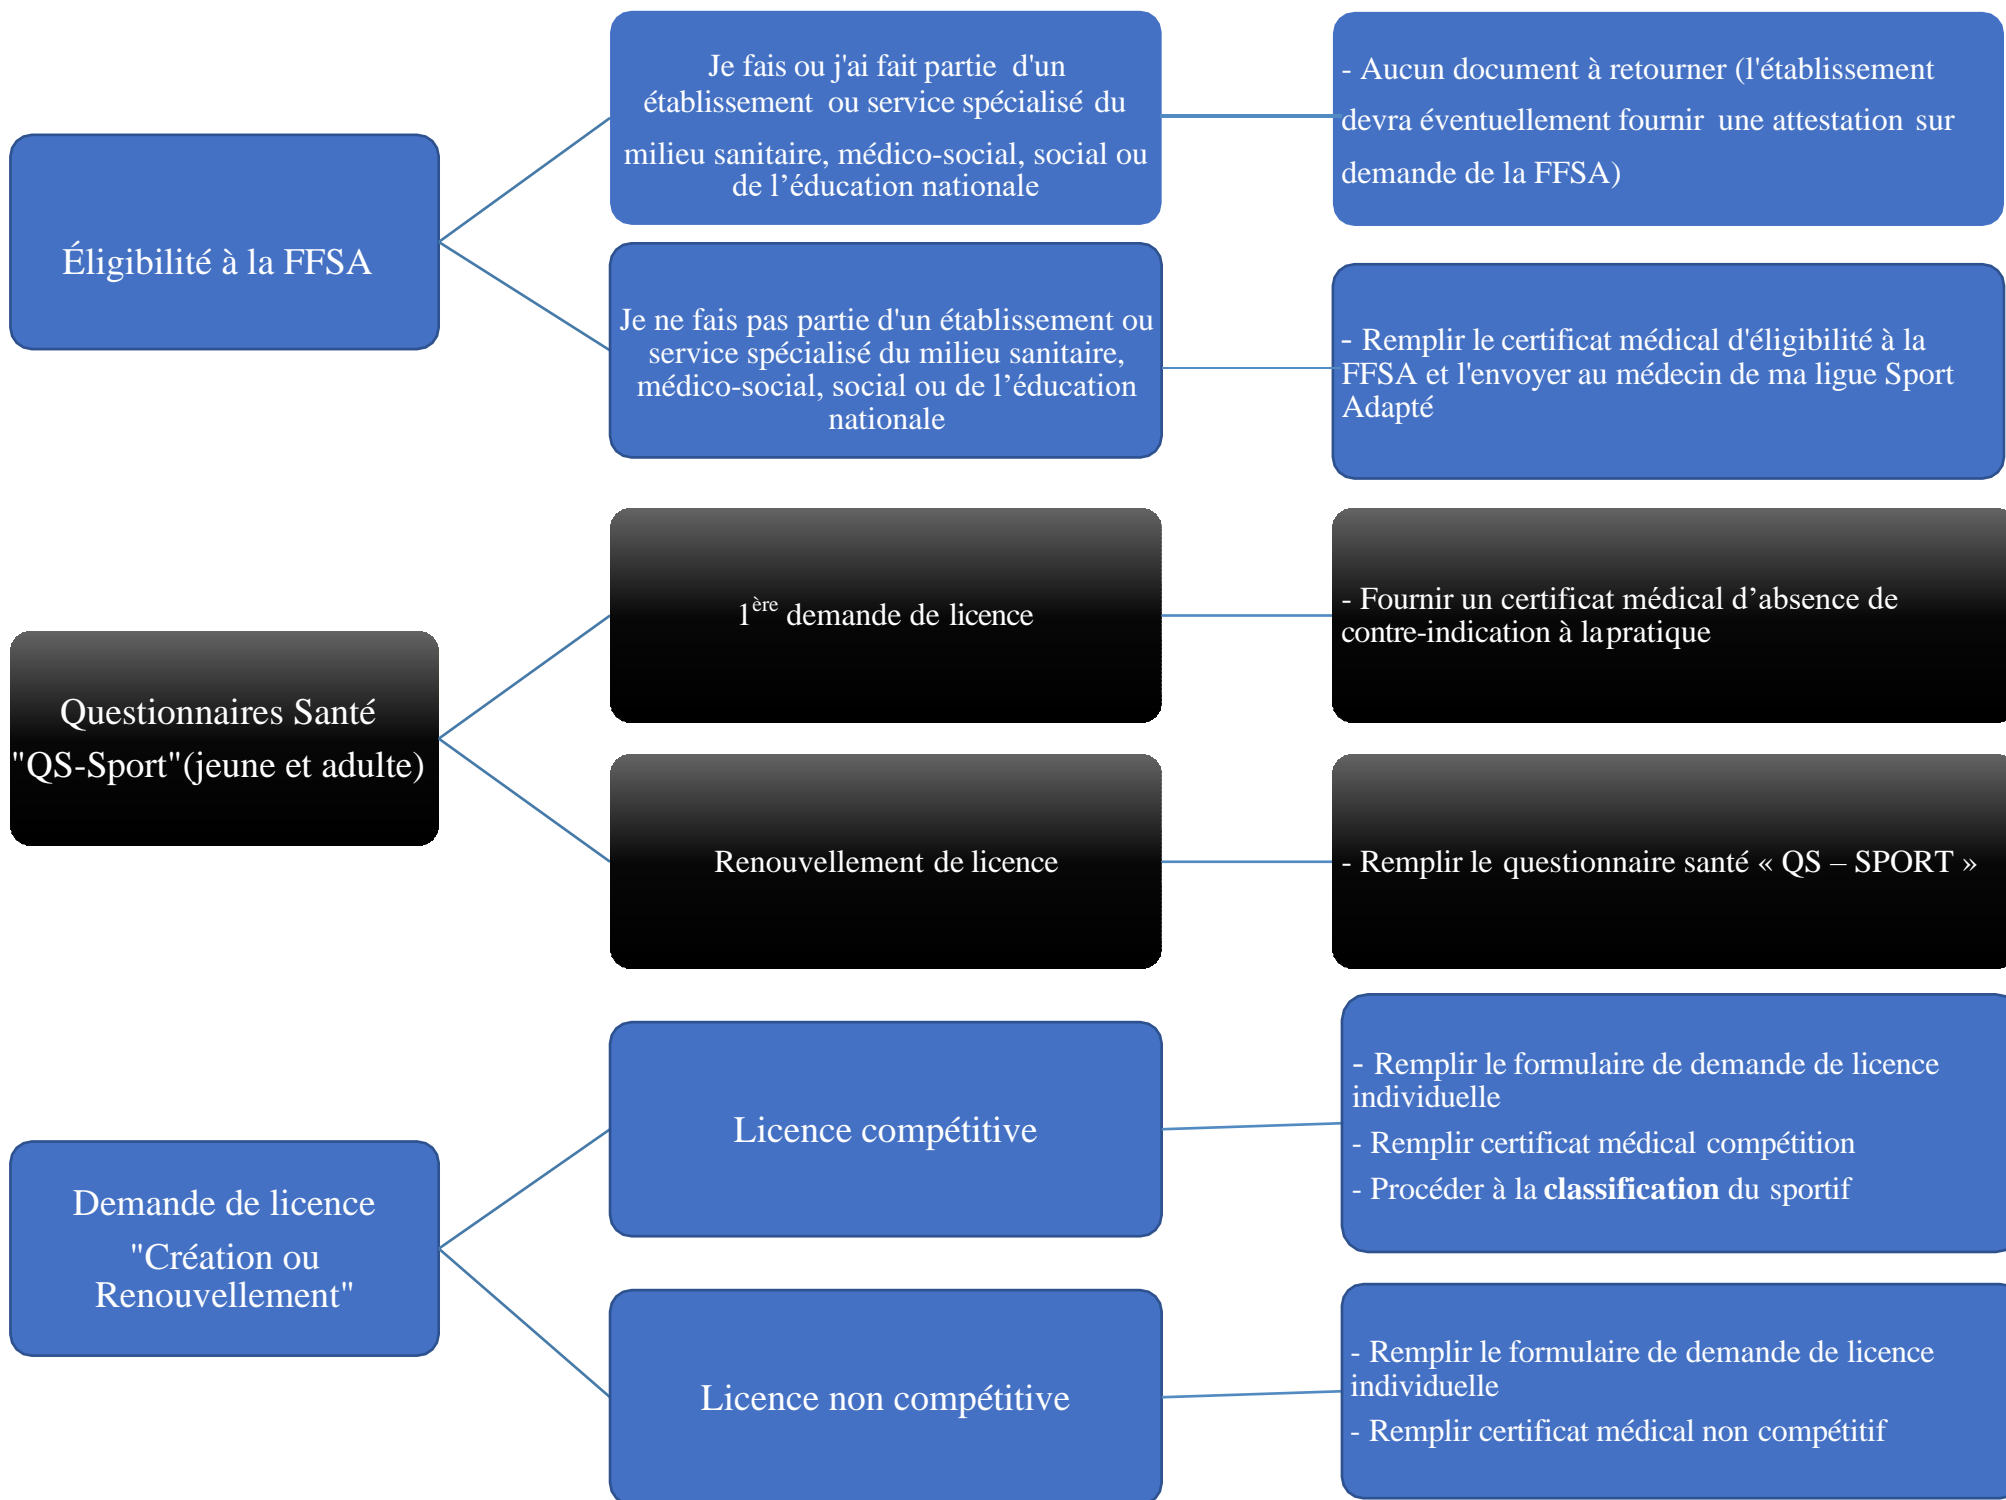 Éligibilité à la FFSA
Je fais ou j'ai fait partie d'un
établissement ou service spécialisé du
milieu sanitaire, médico-social, social ou
de l’éducation nationale
- Aucun document à retourner (l'établissement
devra éventuellement fournir une attestation sur
demande de la FFSA)
Je ne fais pas partie d'un établissement ou
service spécialisé du milieu sanitaire,
médico-social, social ou de l’éducation
nationale
- Remplir le certificat médical d'éligibilité à la
FFSA et l'envoyer au médecin de ma ligue Sport
Adapté
Questionnaires Santé
"QS-Sport"(jeune et adulte)
1ère demande de licence
- Fournir un certificat médical d’absence de
contre-indication à lapratique
Renouvellement de licence
- Remplir le questionnaire santé « QS – SPORT »
Demande de licence
"Création ou
Renouvellement"
Licence compétitive
- Remplir le formulaire de demande de licence
individuelle
- Remplir certificat médical compétition
- Procéder à la classification du sportif
Licence non compétitive
- Remplir le formulaire de demande de licence
individuelle
- Remplir certificat médical non compétitif